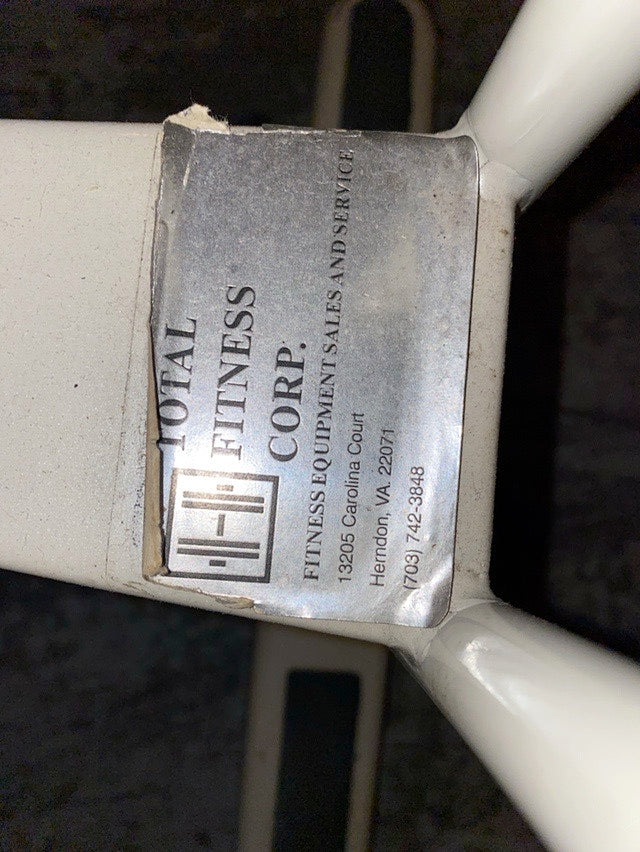 TOTAL
FITNESS
CORP.
FITNESS EQUIPMENT SALES AND SERVICE
13205 Carolina Court
Herndon, VA. 22071
(703) 742-3848